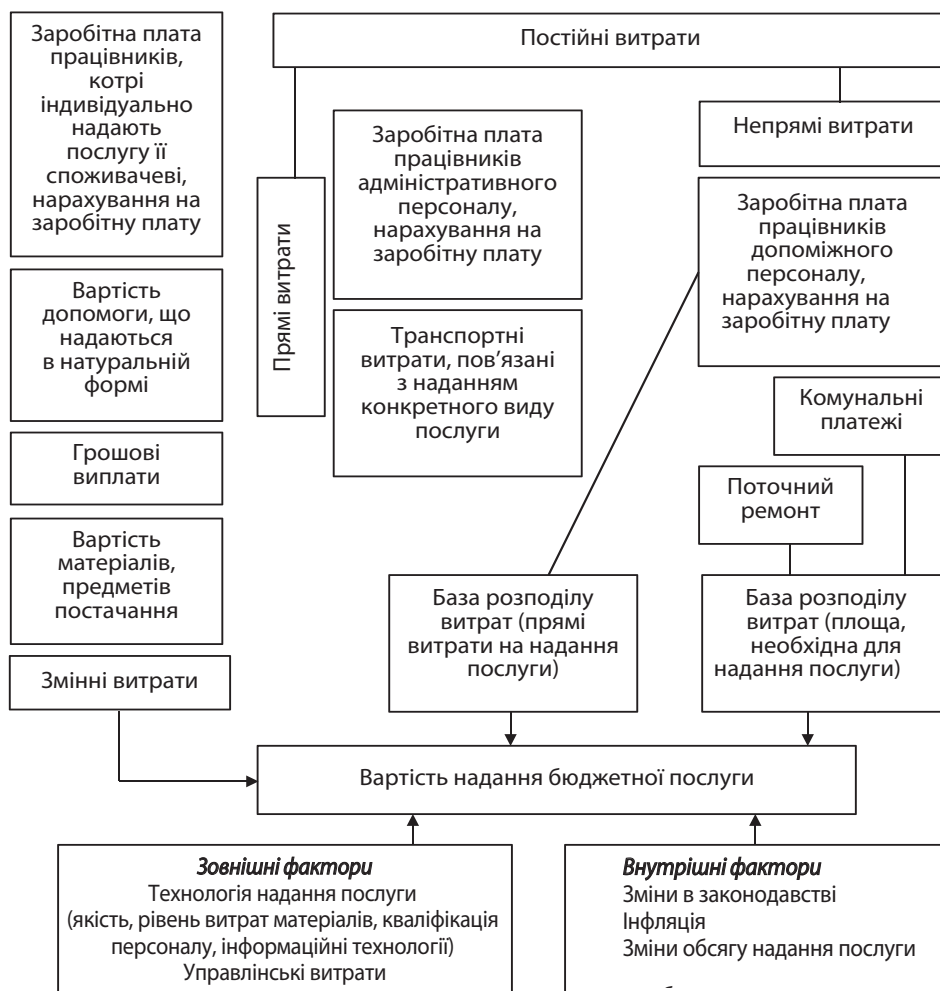 Заробітна плата
працівників,
котрі
індивідуально
надають
послугу її
споживачеві,
нарахування на
заробітну плату
Вартість
допомоги, що
надаються
в натуральній
формі
Грошові
виплати
Вартість
матеріалів,
предметів
постачання
Змінні витрати
Постійні витрати
Прямі витрати
Заробітна плата
працівників
адміністративного
персоналу,
нарахування на
заробітну плату
Транспортні
витрати, пов’язані
з наданням
конкретного виду
послуги
Непрямі витрати
Заробітна плата
працівників
допоміжного
персоналу,
нарахування на
заробітну плату
Комунальні
платежі
Поточний
ремонт
База розподілу
витрат (прямі
витрати на надання
послуги)
База розподілу
витрат (площа,
необхідна для
надання послуги)
Вартість надання бюджетної послуги
Зовнішні фактори
Технологія надання послуги
(якість, рівень витрат матеріалів, кваліфікація
персоналу, інформаційні технології)
Управлінські витрати
Внутрішні фактори
Зміни в законодавстві
Інфляція
Зміни обсягу надання послуги